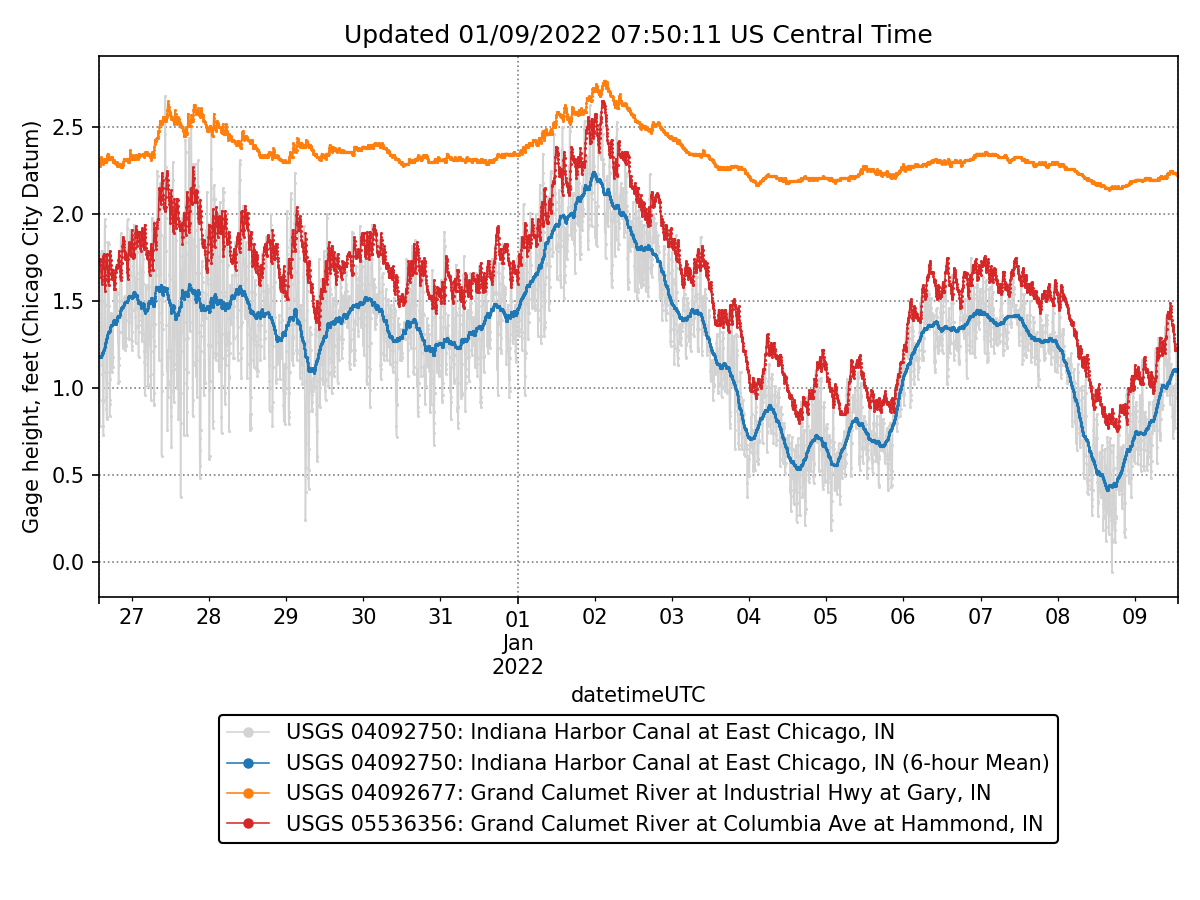 Updated 01/09/2022 07:50:11 US Central Time
Gage height, feet (Chicago City Datum)
2.5
2.0
1.5
1.0
0.5
0.0
27 28 29 30 31 01 02 03 04 05 06 07 08 09
Jan
2022
datetimeUTC
USGS 04092750: Indiana Harbor Canal at East Chicago, IN
USGS 04092750: Indiana Harbor Canal at East Chicago, IN (6-hour Mean)
USGS 04092677: Grand Calumet River at Industrial Hwy at Gary, IN
USGS 05536356: Grand Calumet River at Columbia Ave at Hammond, IN